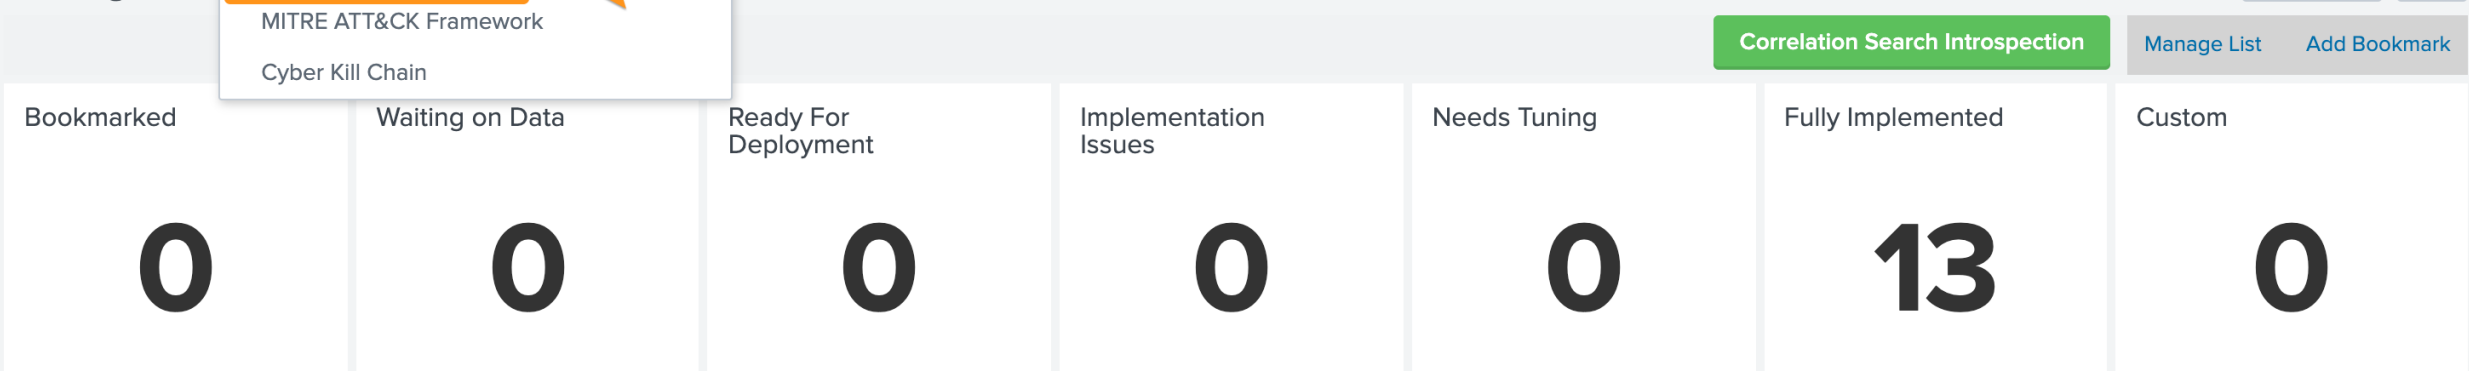 MITRE ATT&CK Framework
Cyber Kill Chain
Correlation Search Introspection
Manage List
Add Bookmark
Bookmarked
0
Waiting on Data
0
Ready For
Deployment
0
Implementation
Issues
0
Needs Tuning
0
Fully Implemented
13
Custom
0